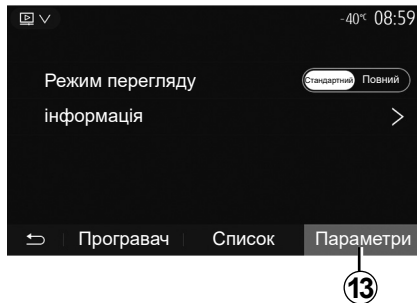 -40°C 08:59
Режим перегляду Стандартний Повний
інформація
Програвач Список Параметри
13